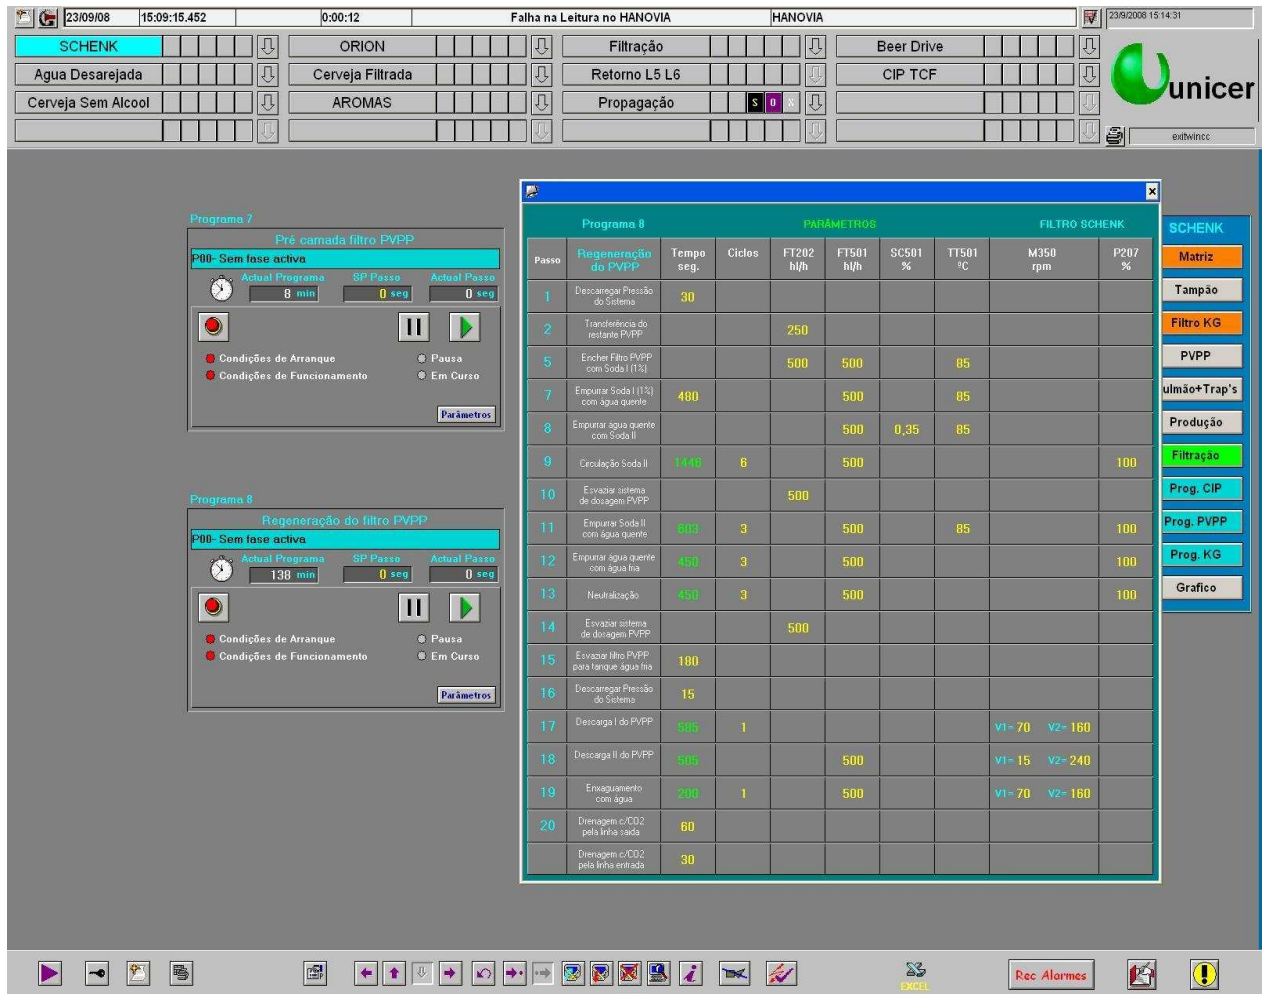 23/09/08 15:09:15.452 0:00:12 Falha na Leitura no HANOVIA HANOVIA 23/9/2008 15:14:31
SCHENK ORION Filtração Beer Drive
Agua Desarejada Cerveja Filtrada Retorno L5 L6 CIP TCF
Cerveja Sem Alcool AROMAS Propagação S O X
unicer
exitwincc
Programa 7
Pré camada filtro PVPP
P00- Sem fase activa
Actual Programa SP Passo Actual Passo
8 min 0 seg 0 seg
Condições de Arranque Pausa
Condições de Funcionamento Em Curso
Parâmetros
Programa 8
Regeneração do filtro PVPP
P00- Sem fase activa
Actual Programa SP Passo Actual Passo
138 min 0 seg 0 seg
Condições de Arranque Pausa
Condições de Funcionamento Em Curso
Parâmetros
Programa 8 PARÂMETROS FILTRO SCHENK
Passo Regeneração do PVPP Tempo seg. Ciclos FT202 hl/h FT501 hl/h SC501 % TT501 ºC M350 rpm P207 %
1 Descarregar Pressão do Sistema 30
2 Transferência do restante PVPP 250
5 Encher Filtro PVPP com Soda I (1%) 500 500 85
7 Empurrar Soda I (1%) com água quente 480 500 85
8 Empurrar água quente com Soda II 500 0,35 85
9 Circulação Soda II 1446 6 500 100
10 Esvaziar sistema de dosagem PVPP 500
11 Empurrar Soda II com água quente 603 3 500 85 100
12 Empurrar água quente com água fria 450 3 500 100
13 Neutralização 450 3 500 100
14 Esvaziar sistema de dosagem PVPP 500
15 Esvaziar filtro PVPP para tanque água fria 180
16 Descarregar Pressão do Sistema 15
17 Descarga I do PVPP 585 1 V1= 70 V2= 160
18 Descarga II do PVPP 505 500 V1= 15 V2= 240
19 Enxaguamento com água 200 1 500 V1= 70 V2= 160
20 Drenagem c/CO2 pela linha saida 60
Drenagem c/CO2 pela linha entrada 30
SCHENK
Matriz
Tampão
Filtro KG
PVPP
ulmão+Trap's
Produção
Filtração
Prog. CIP
Prog. PVPP
Prog. KG
Grafico
EXCEL
Rec Alarmes